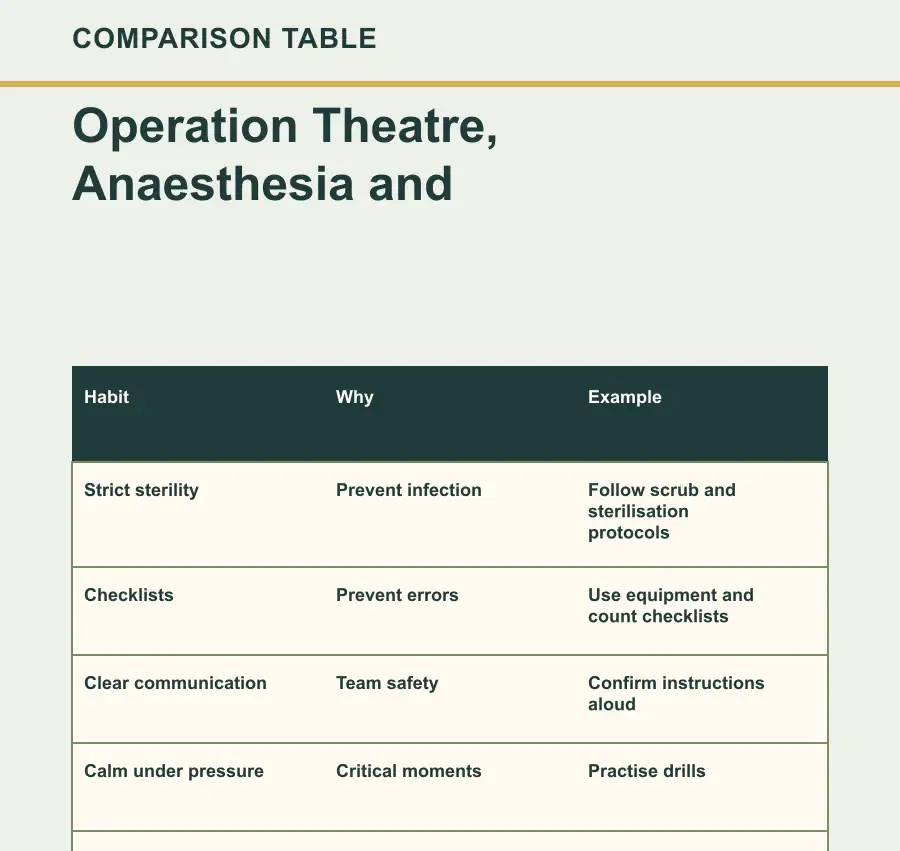 COMPARISON TABLE
Operation Theatre,
Anaesthesia and
Habit Why Example
Strict sterility Prevent infection Follow scrub and
sterilisation
protocols
Checklists Prevent errors Use equipment and
count checklists
Clear communication Team safety Confirm instructions
aloud
Calm under pressure Critical moments Practise drills